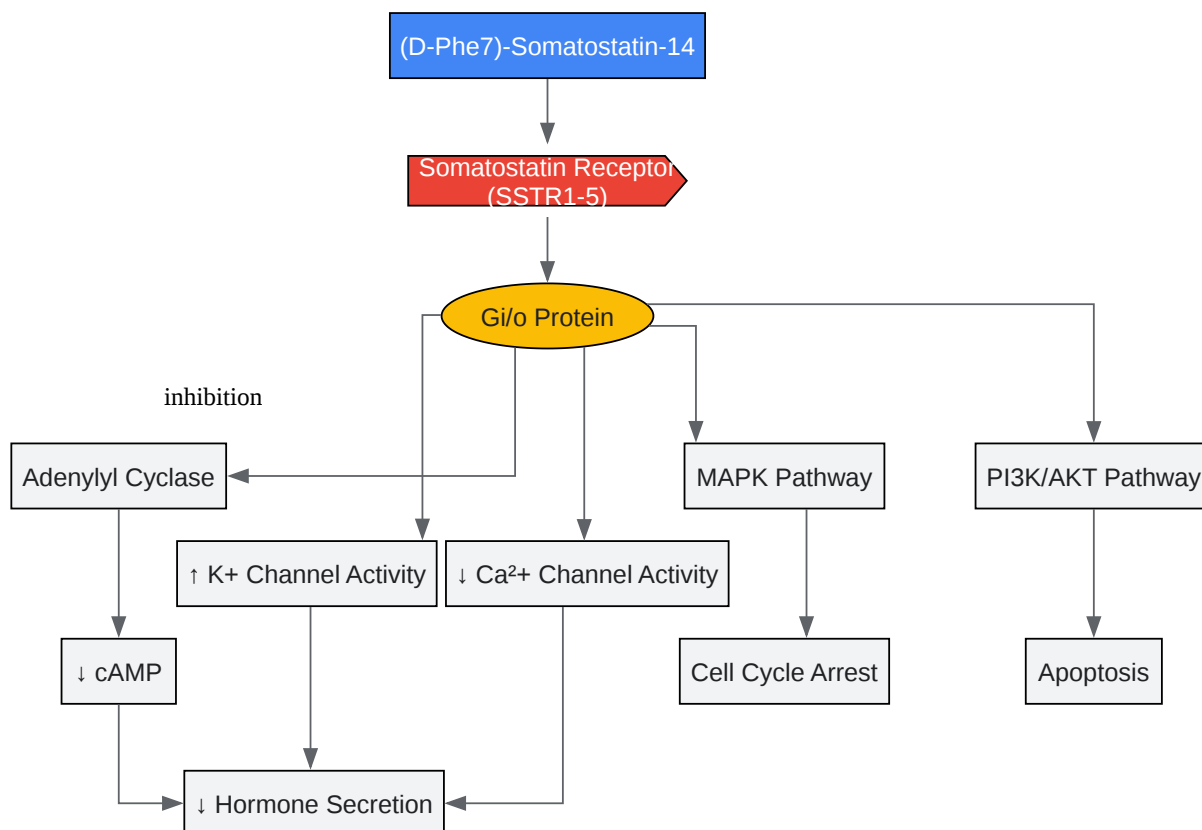 (D-Phe7)-Somatostatin-14
Somatostatin Receptor
(SSTR1-5)
Gi/o Protein
inhibition
Adenylyl Cyclase
MAPK Pathway
PI3K/AKT Pathway
↑ K+ Channel Activity
↓ Ca²+ Channel Activity
↓ cAMP
Cell Cycle Arrest
Apoptosis
↓ Hormone Secretion